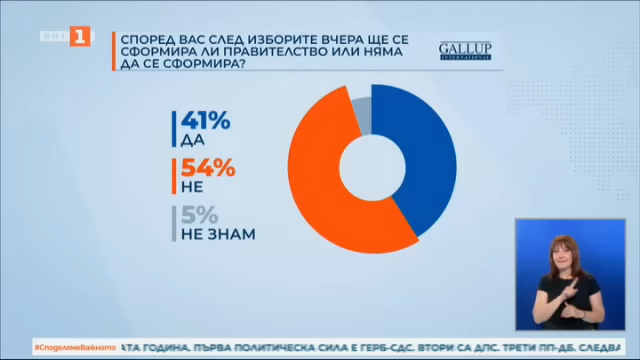 БНТ 1
СПОРЕД ВАС СЛЕД ИЗБОРИТЕ ВЧЕРА ЩЕ СЕ
СФОРМИРА ЛИ ПРАВИТЕЛСТВО ИЛИ НЯМА
ДА СЕ СФОРМИРА?
GALLUP
INTERNATIONAL
41%
ДА
54%
НЕ
5%
НЕ ЗНАМ
#СподелямеВажното
АТА ГОДИНА. ПЪРВА ПОЛИТИЧЕСКА СИЛА Е ГЕРБ-СДС. ВТОРИ СА ДПС. ТРЕТИ ПП-ДБ. СЛЕДВА